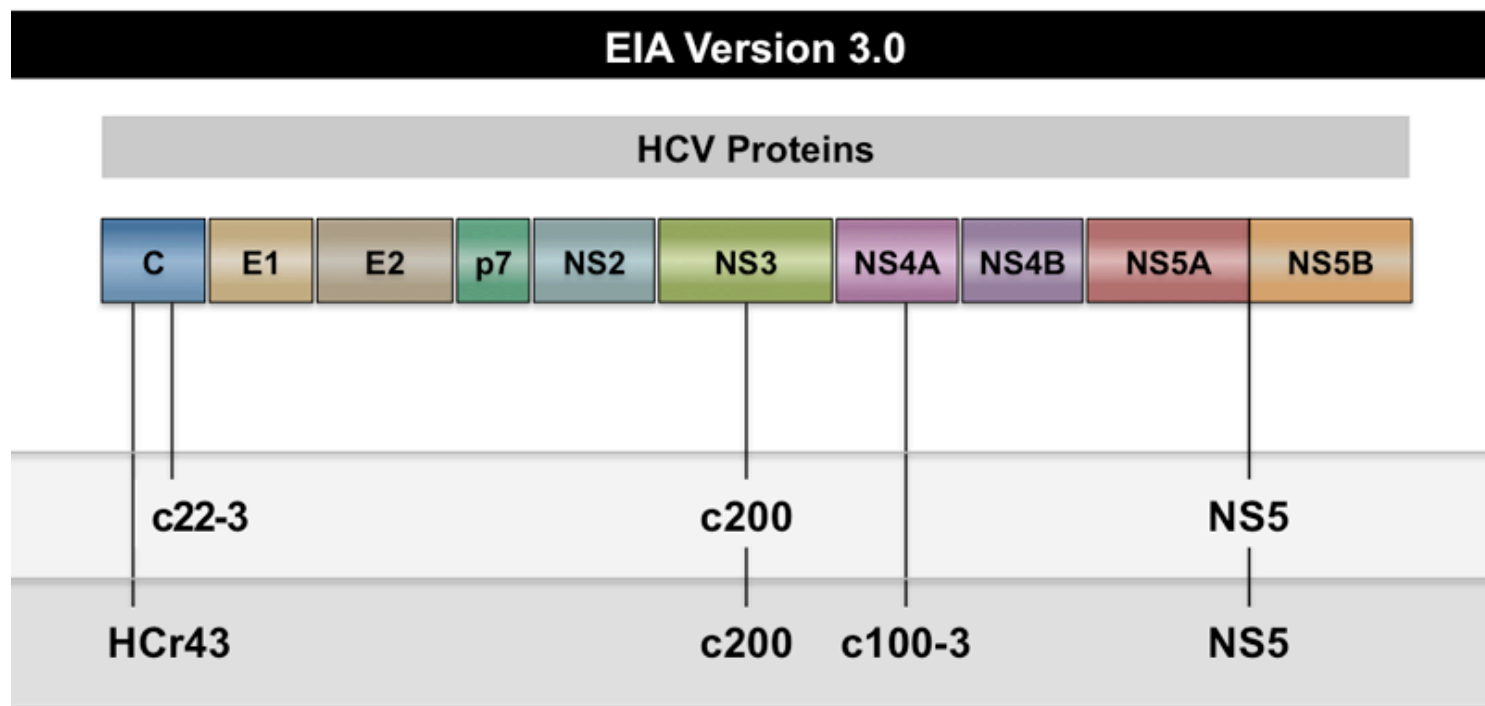 EIA Version 3.0
HCV Proteins
C E1 E2 p7 NS2 NS3 NS4A NS4B NS5A NS5B
c22-3 c200 NS5
HCr43 c200 c100-3 NS5